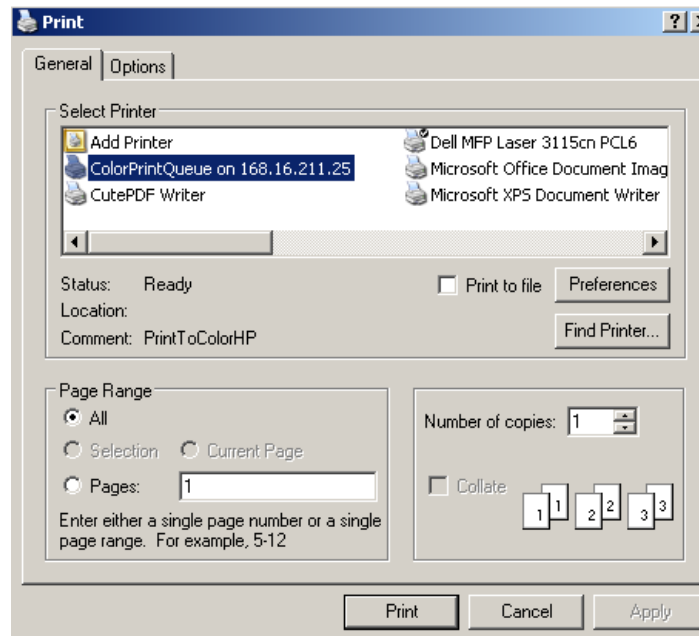 Print
General
Options
Select Printer
Add Printer
ColorPrintQueue on 168.16.211.25
CutePDF Writer
Dell MFP Laser 3115cn PCL6
Microsoft Office Document Imag
Microsoft XPS Document Writer
Status: Ready
Location:
Comment: PrintToColorHP
Print to file
Preferences
Find Printer...
Page Range
All
Selection Current Page
Pages: 1
Enter either a single page number or a single
page range. For example, 5-12
Number of copies: 1
Collate
1 1 2 2 3 3
Print Cancel Apply